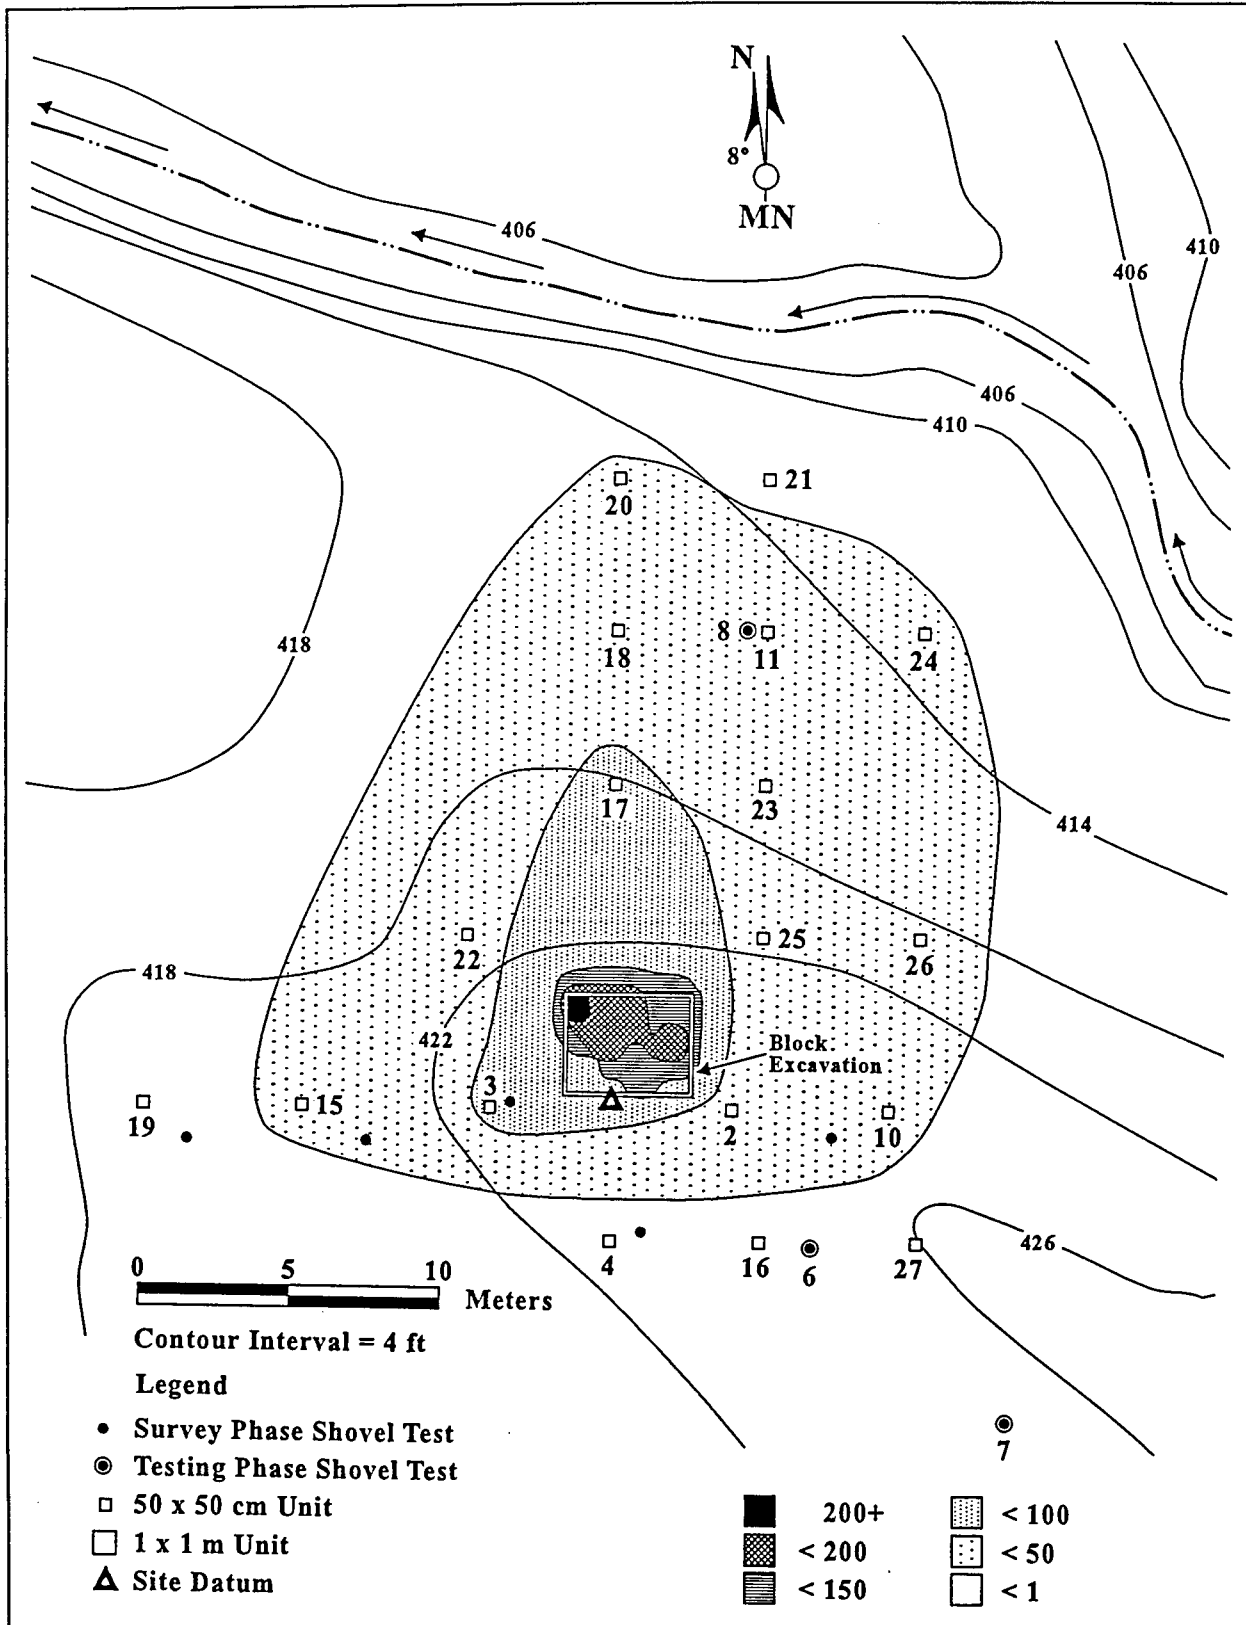 N
8°
MN
406
410
406
406
410
21
20
418
8
11
18
24
17
23
414
22
25
26
418
422
Block
Excavation
3
15
19
2
10
4
16
6
27
426
0 5 10
Meters
Contour Interval = 4 ft
Legend
Survey Phase Shovel Test
Testing Phase Shovel Test
50 x 50 cm Unit
1 x 1 m Unit
Site Datum
7
200+
< 200
< 150
< 100
< 50
< 1